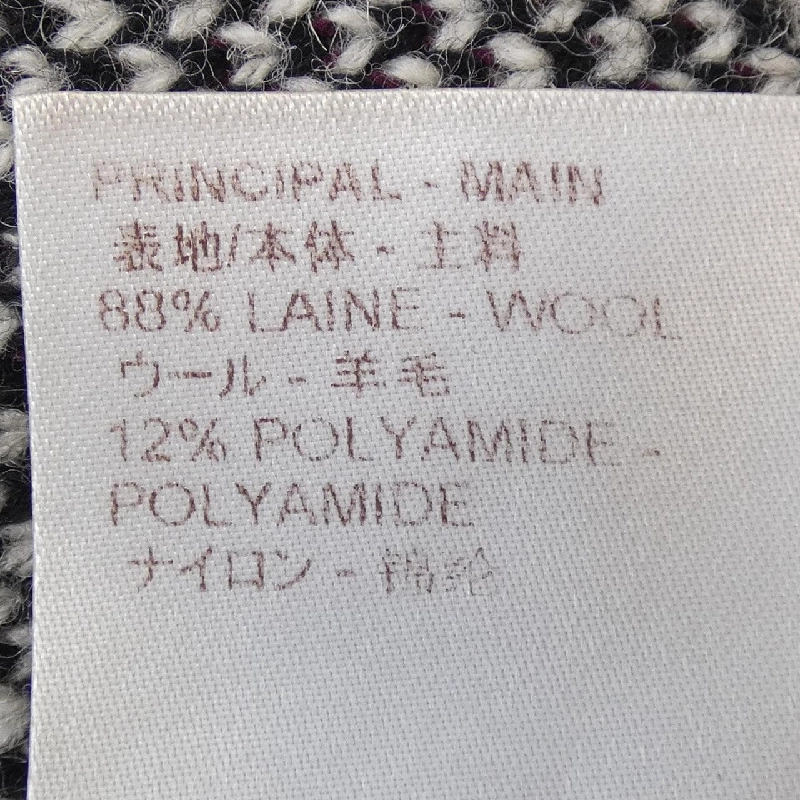 PRINCIPAL - MAIN
表地/本体 - 主料
88% LAINE - WOOL
ウール - 羊毛
12% POLYAMIDE -
POLYAMIDE
ナイロン - 锦纶